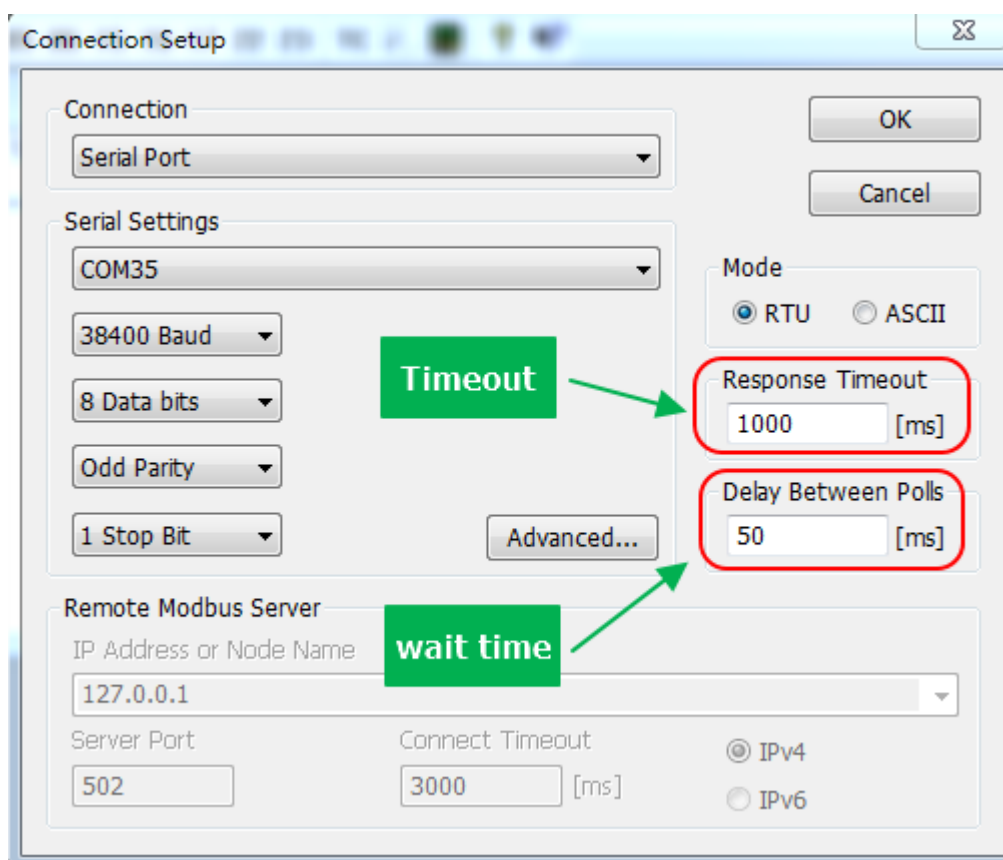 Connection Setup
Connection
OK
Serial Port
Cancel
Serial Settings
COM35
Mode
RTU ASCII
38400 Baud
Timeout
Response Timeout
8 Data bits
1000 [ms]
Odd Parity
Delay Between Polls
1 Stop Bit
Advanced...
50 [ms]
Remote Modbus Server
wait time
IP Address or Node Name
127.0.0.1
Server Port
Connect Timeout
IPv4
502
3000 [ms]
IPv6